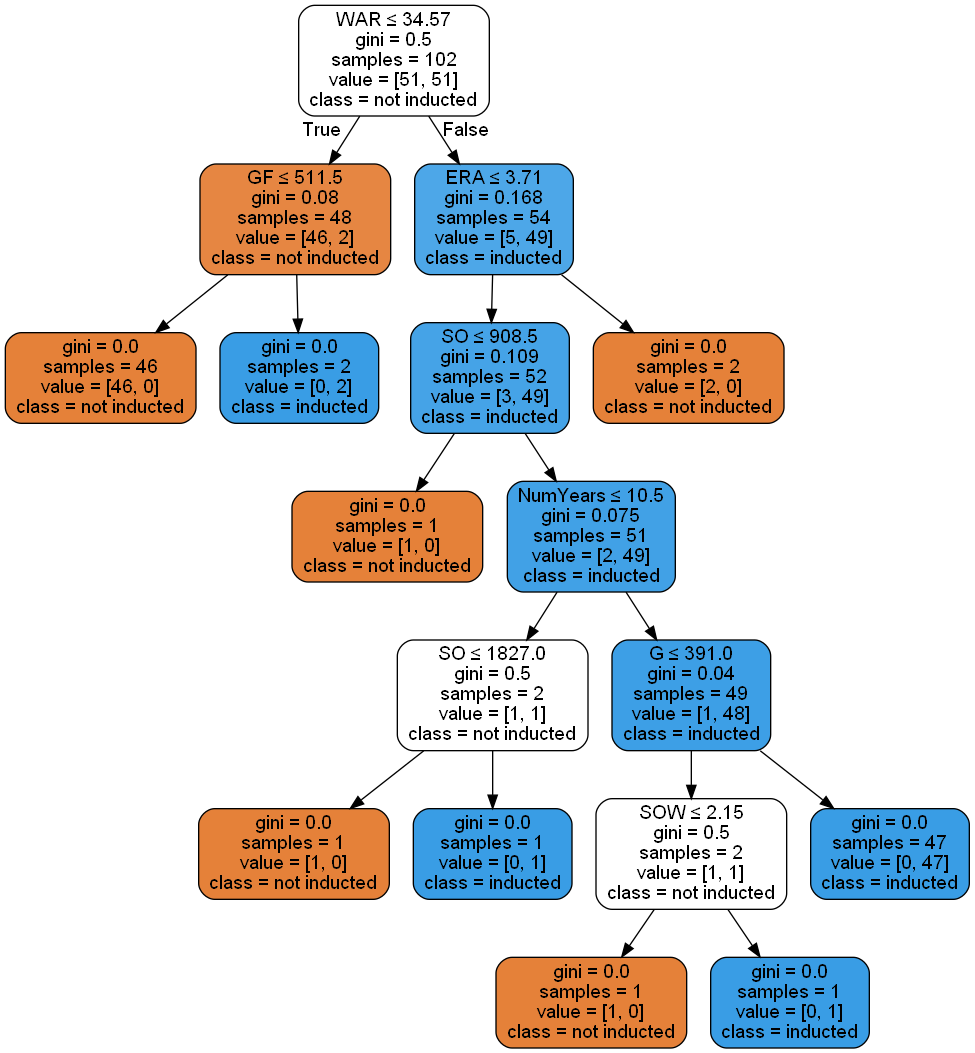 WAR ≤ 34.57
gini = 0.5
samples = 102
value = [51, 51]
class = not inducted
True
False
GF ≤ 511.5
gini = 0.08
samples = 48
value = [46, 2]
class = not inducted
ERA ≤ 3.71
gini = 0.168
samples = 54
value = [5, 49]
class = inducted
gini = 0.0
samples = 46
value = [46, 0]
class = not inducted
gini = 0.0
samples = 2
value = [0, 2]
class = inducted
SO ≤ 908.5
gini = 0.109
samples = 52
value = [3, 49]
class = inducted
gini = 0.0
samples = 2
value = [2, 0]
class = not inducted
gini = 0.0
samples = 1
value = [1, 0]
class = not inducted
NumYears ≤ 10.5
gini = 0.075
samples = 51
value = [2, 49]
class = inducted
SO ≤ 1827.0
gini = 0.5
samples = 2
value = [1, 1]
class = not inducted
G ≤ 391.0
gini = 0.04
samples = 49
value = [1, 48]
class = inducted
gini = 0.0
samples = 1
value = [1, 0]
class = not inducted
gini = 0.0
samples = 1
value = [0, 1]
class = inducted
SOW ≤ 2.15
gini = 0.5
samples = 2
value = [1, 1]
class = not inducted
gini = 0.0
samples = 47
value = [0, 47]
class = inducted
gini = 0.0
samples = 1
value = [1, 0]
class = not inducted
gini = 0.0
samples = 1
value = [0, 1]
class = inducted